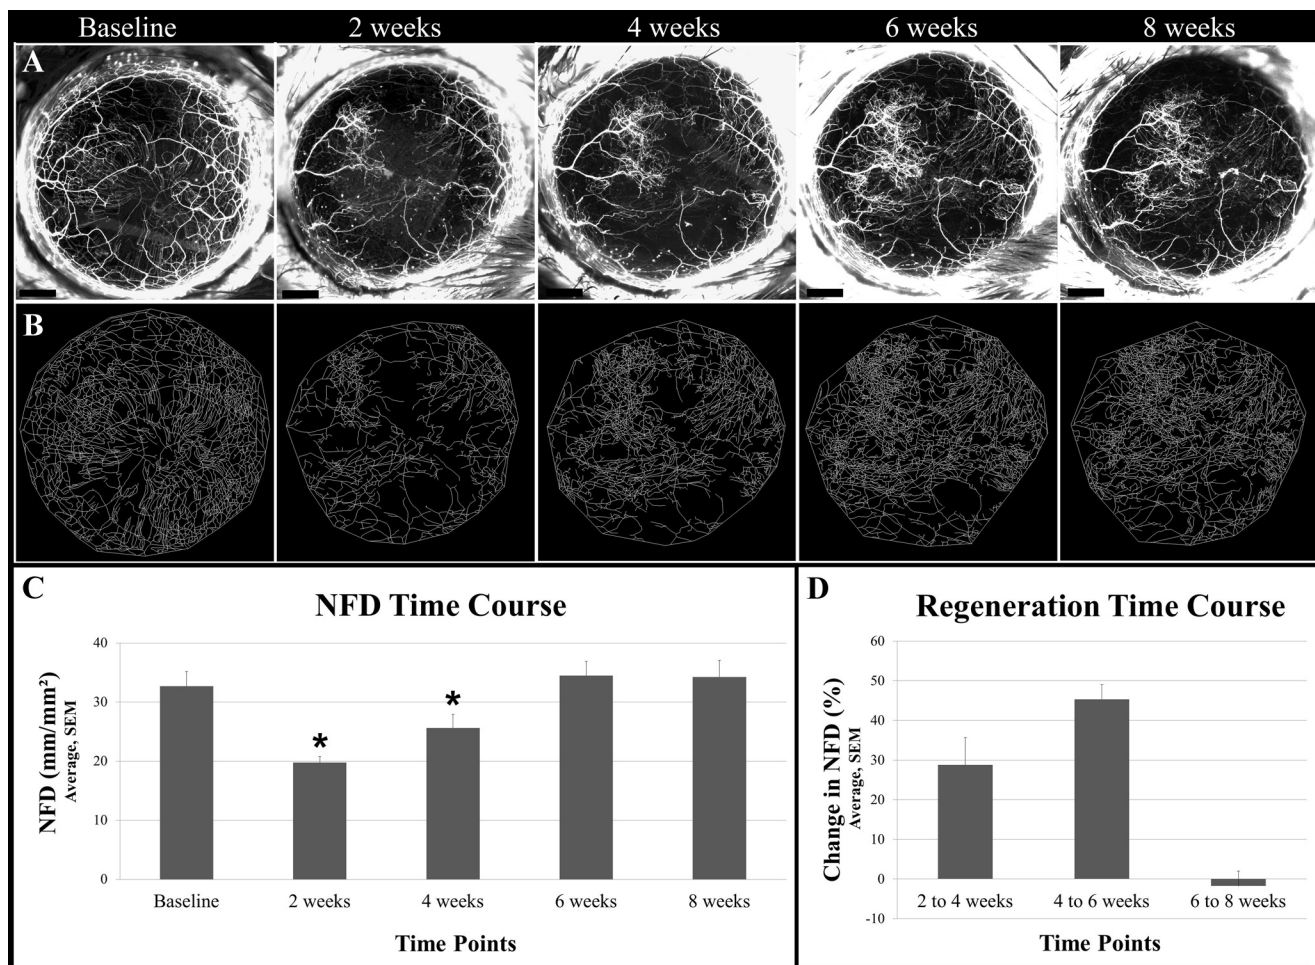 Baseline 2 weeks 4 weeks 6 weeks 8 weeks
A
B
C
NFD Time Course
NFD (mm/mm²)
Average, SEM
40
30
20
10
0
*
*
Baseline 2 weeks 4 weeks 6 weeks 8 weeks
Time Points
D
Regeneration Time Course
Change in NFD (%)
Average, SEM
60
50
40
30
20
10
0
-10
2 to 4 weeks 4 to 6 weeks 6 to 8 weeks
Time Points